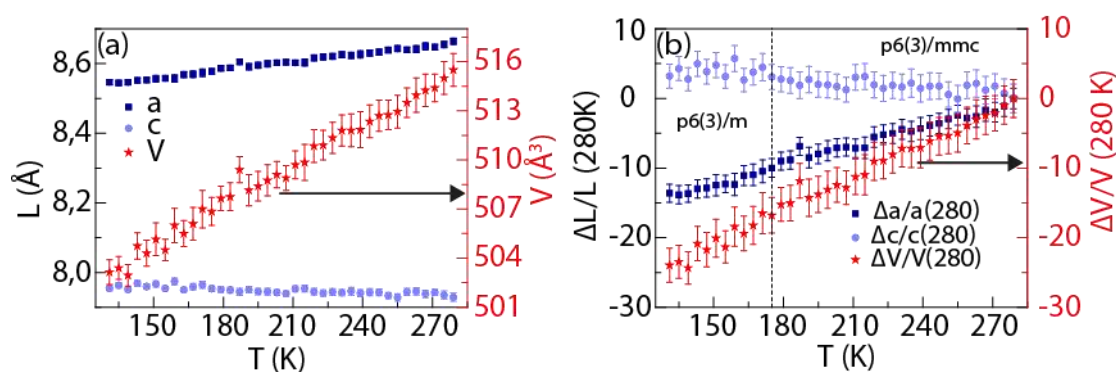 (a)
8,6
8,4
8,2
8,0
L (Å)
a
c
V
516
513
510
507
504
501
V (Å³)
150 180 210 240 270
T (K)
(b)
p6(3)/mmc
p6(3)/m
10
0
-10
-20
-30
ΔL/L (280K)
Δa/a(280)
Δc/c(280)
ΔV/V(280)
10
0
-10
-20
-30
ΔV/V (280 K)
150 180 210 240 270
T (K)